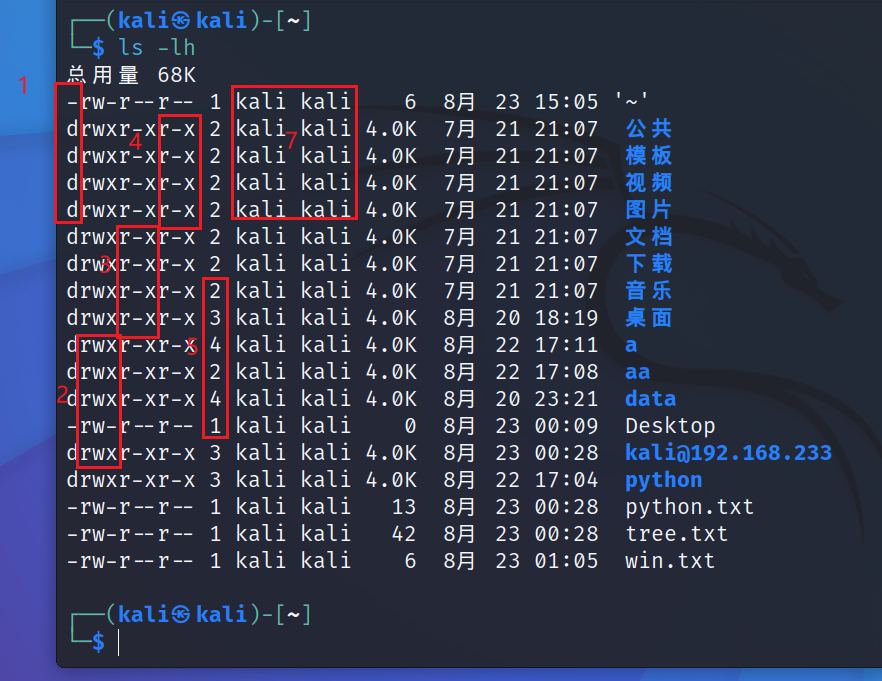 ┌──(kali㉿kali)-[~]
└─$ ls -lh
总用量 68K
1
-rw-r--r-- 1 kali kali    6  8月 23 15:05 '~'
drwxr-xr-x 2 kali kali 4.0K  7月 21 21:07  公共
4
7
drwxr-xr-x 2 kali kali 4.0K  7月 21 21:07  模板
drwxr-xr-x 2 kali kali 4.0K  7月 21 21:07  视频
drwxr-xr-x 2 kali kali 4.0K  7月 21 21:07  图片
drwxr-xr-x 2 kali kali 4.0K  7月 21 21:07  文档
drwxr-xr-x 2 kali kali 4.0K  7月 21 21:07  下载
3
drwxr-xr-x 2 kali kali 4.0K  7月 21 21:07  音乐
drwxr-xr-x 3 kali kali 4.0K  8月 20 18:19  桌面
drwxr-xr-x 4 kali kali 4.0K  8月 22 17:11  a
5
drwxr-xr-x 2 kali kali 4.0K  8月 22 17:08  aa
drwxr-xr-x 4 kali kali 4.0K  8月 20 23:21  data
2
-rw-r--r-- 1 kali kali    0  8月 23 00:09  Desktop
drwxr-xr-x 3 kali kali 4.0K  8月 23 00:28  kali@192.168.233
drwxr-xr-x 3 kali kali 4.0K  8月 22 17:04  python
-rw-r--r-- 1 kali kali   13  8月 23 00:28  python.txt
-rw-r--r-- 1 kali kali   42  8月 23 00:28  tree.txt
-rw-r--r-- 1 kali kali    6  8月 23 01:05  win.txt
┌──(kali㉿kali)-[~]
└─$